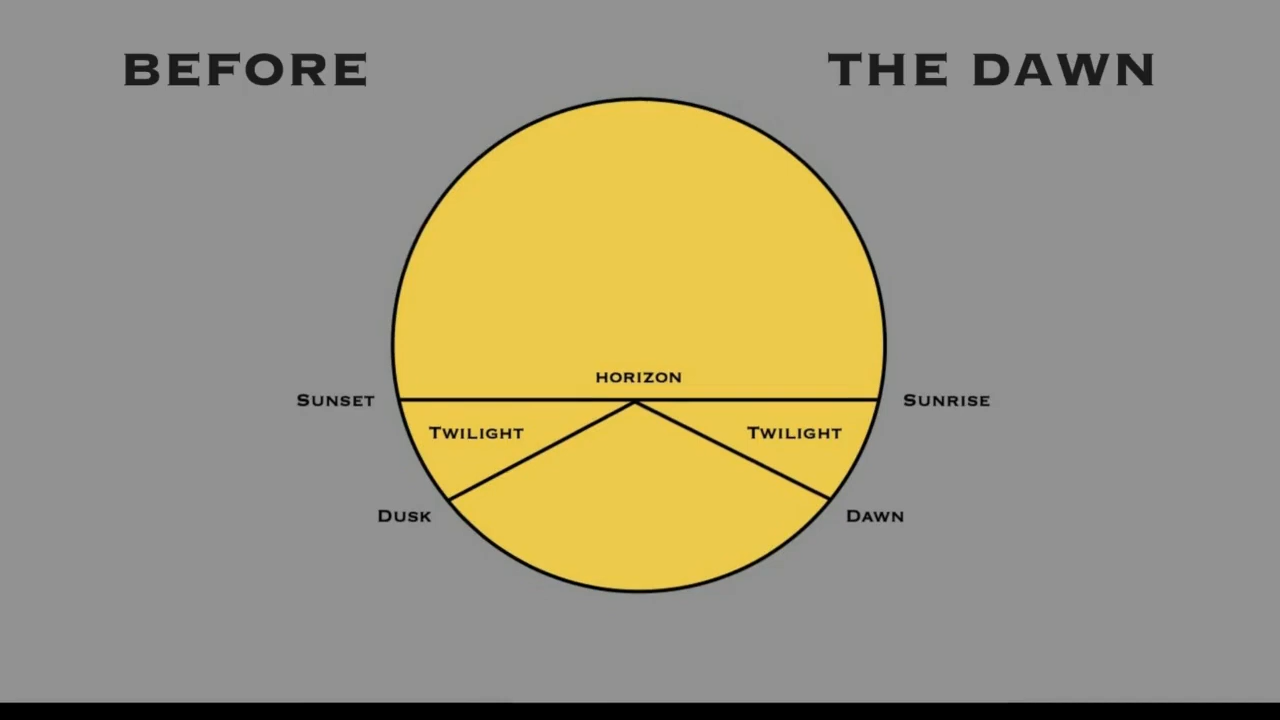 BEFORE THE DAWN
HORIZON
SUNSET SUNRISE
TWILIGHT TWILIGHT
DUSK DAWN